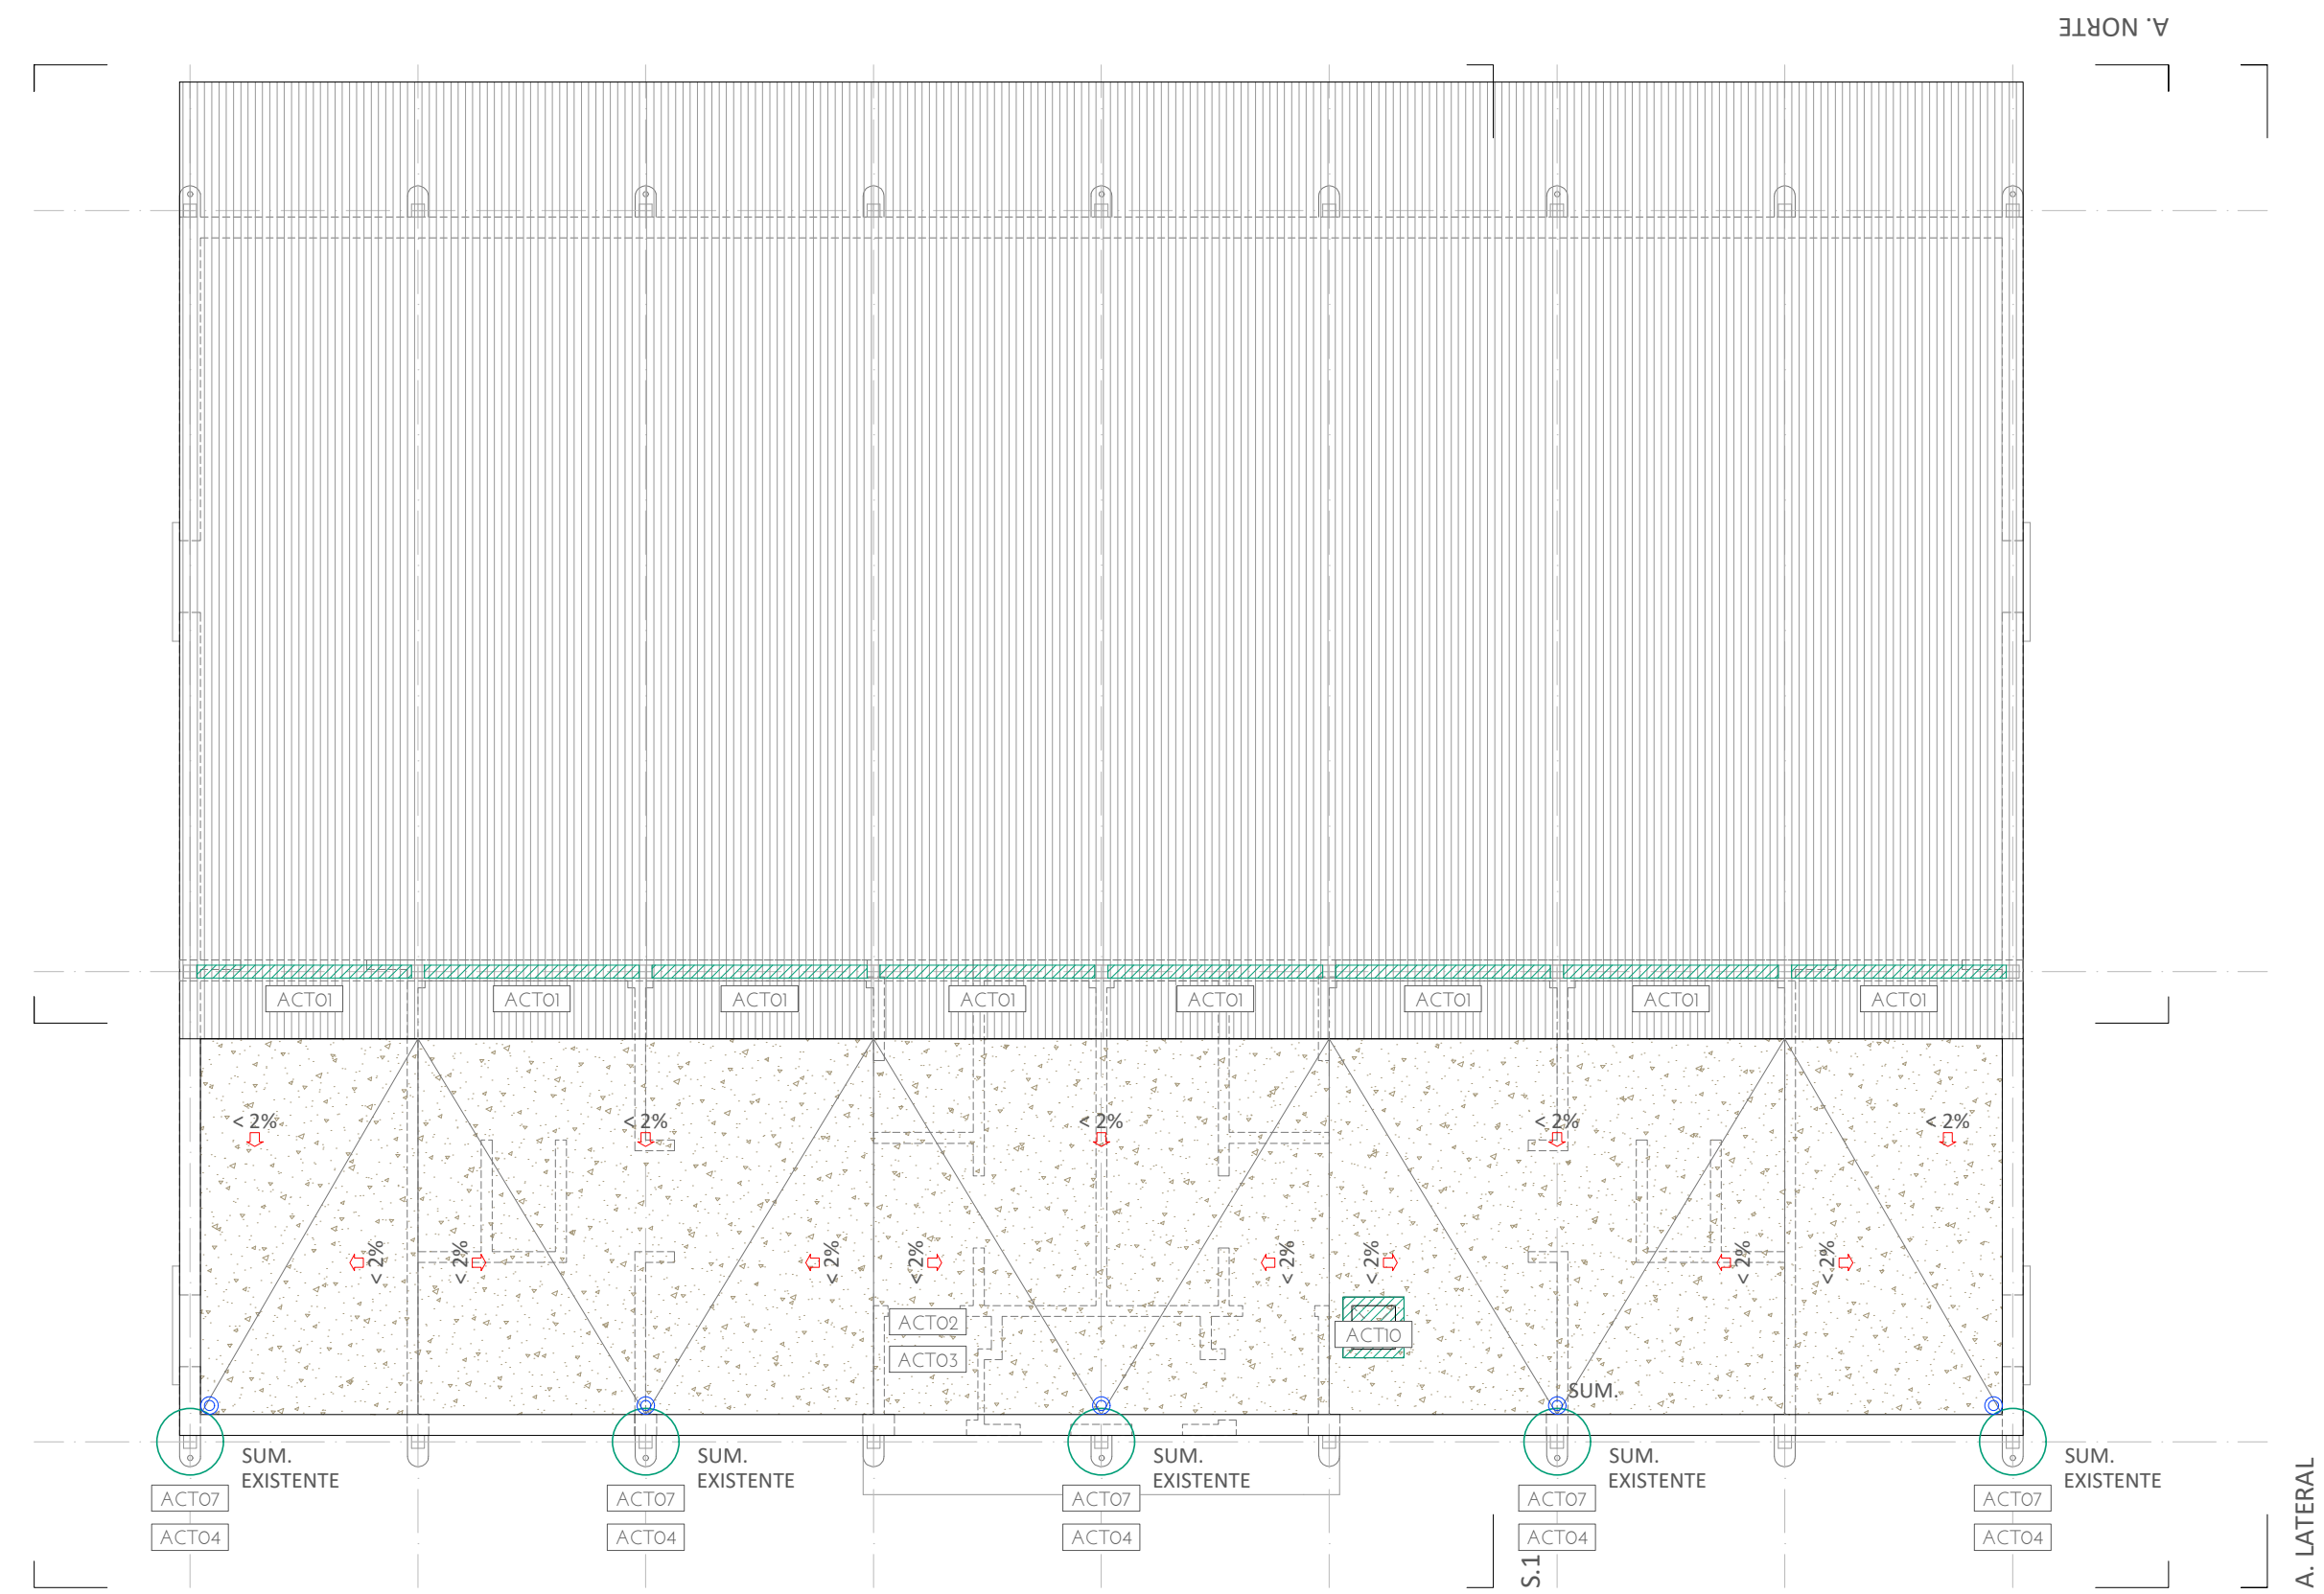 A. NORTE
ACT01
ACT01
ACT01
ACT01
ACT01
ACT01
ACT01
ACT01
< 2%
< 2%
< 2%
< 2%
< 2%
< 2%
< 2%
< 2%
< 2%
< 2%
< 2%
< 2%
< 2%
ACT02
ACT03
ACT10
SUM.
SUM.
EXISTENTE
SUM.
EXISTENTE
SUM.
EXISTENTE
SUM.
EXISTENTE
SUM.
EXISTENTE
ACT07
ACT07
ACT07
ACT07
ACT07
ACT04
ACT04
ACT04
ACT04
ACT04
S.1
A. LATERAL